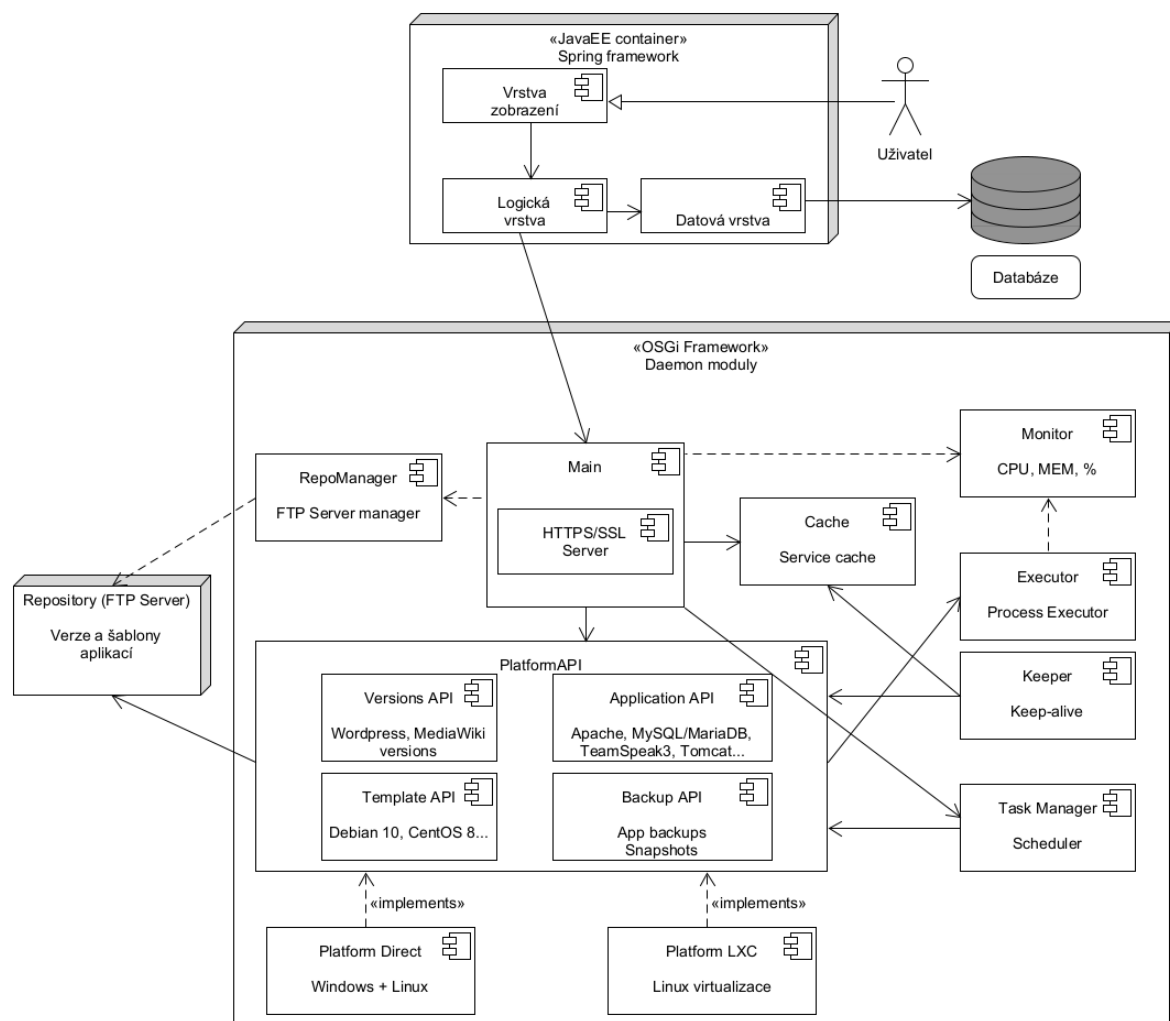 «JavaEE container»
Spring framework
Vrstva
zobrazení
Uživatel
Logická
vrstva
Datová vrstva
Databáze
«OSGi Framework»
Daemon moduly
Main
Monitor
CPU, MEM, %
RepoManager
FTP Server manager
HTTPS/SSL
Server
Cache
Service cache
Executor
Process Executor
Repository (FTP Server)
Verze a šablony
aplikací
PlatformAPI
Keeper
Keep-alive
Versions API
Wordpress, MediaWiki
versions
Application API
Apache, MySQL/MariaDB,
TeamSpeak3, Tomcat...
Template API
Debian 10, CentOS 8...
Backup API
App backups
Snapshots
Task Manager
Scheduler
«implements»
«implements»
Platform Direct
Windows + Linux
Platform LXC
Linux virtualizace